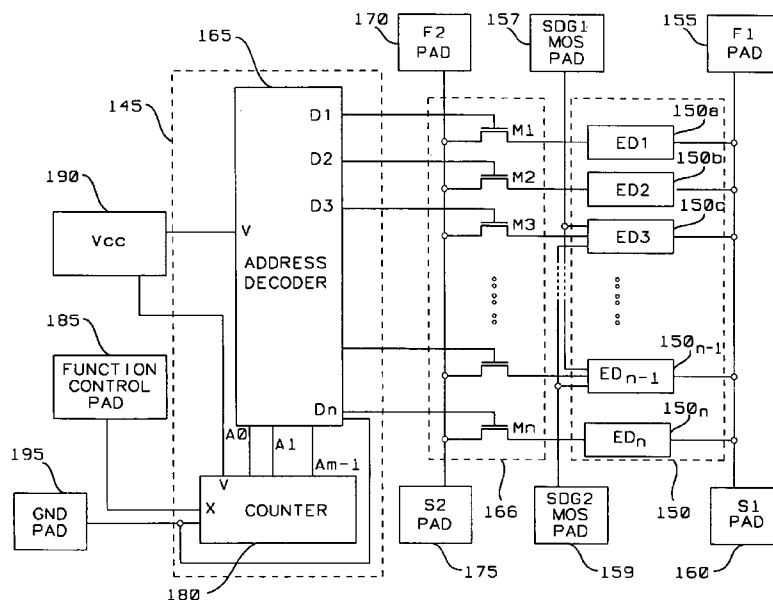 170
F2
PAD
157
SDG1
MOS
PAD
155
F1
PAD
165
145
D1
M1
ED1
150a
D2
M2
ED2
150b
190
Vcc
D3
M3
ED3
150c
V
ADDRESS
DECODER
185
FUNCTION
CONTROL
PAD
EDn-1
150n-1
Dn
Mn
EDn
150n
A0
A1
Am-1
195
GND
PAD
V
X
COUNTER
180
S2
PAD
175
166
SDG2
MOS
PAD
159
150
S1
PAD
160